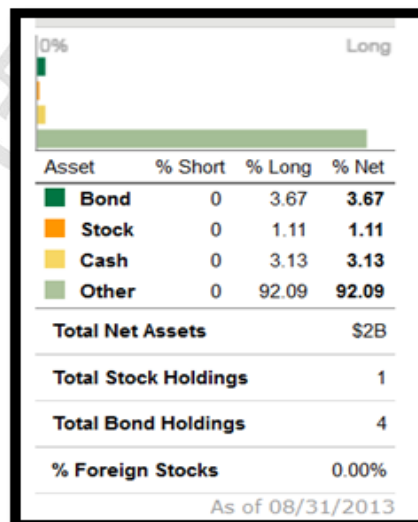 0% Long
Asset % Short % Long % Net
Bond 0 3.67 3.67
Stock 0 1.11 1.11
Cash 0 3.13 3.13
Other 0 92.09 92.09
Total Net Assets $2B
Total Stock Holdings 1
Total Bond Holdings 4
% Foreign Stocks 0.00%
As of 08/31/2013